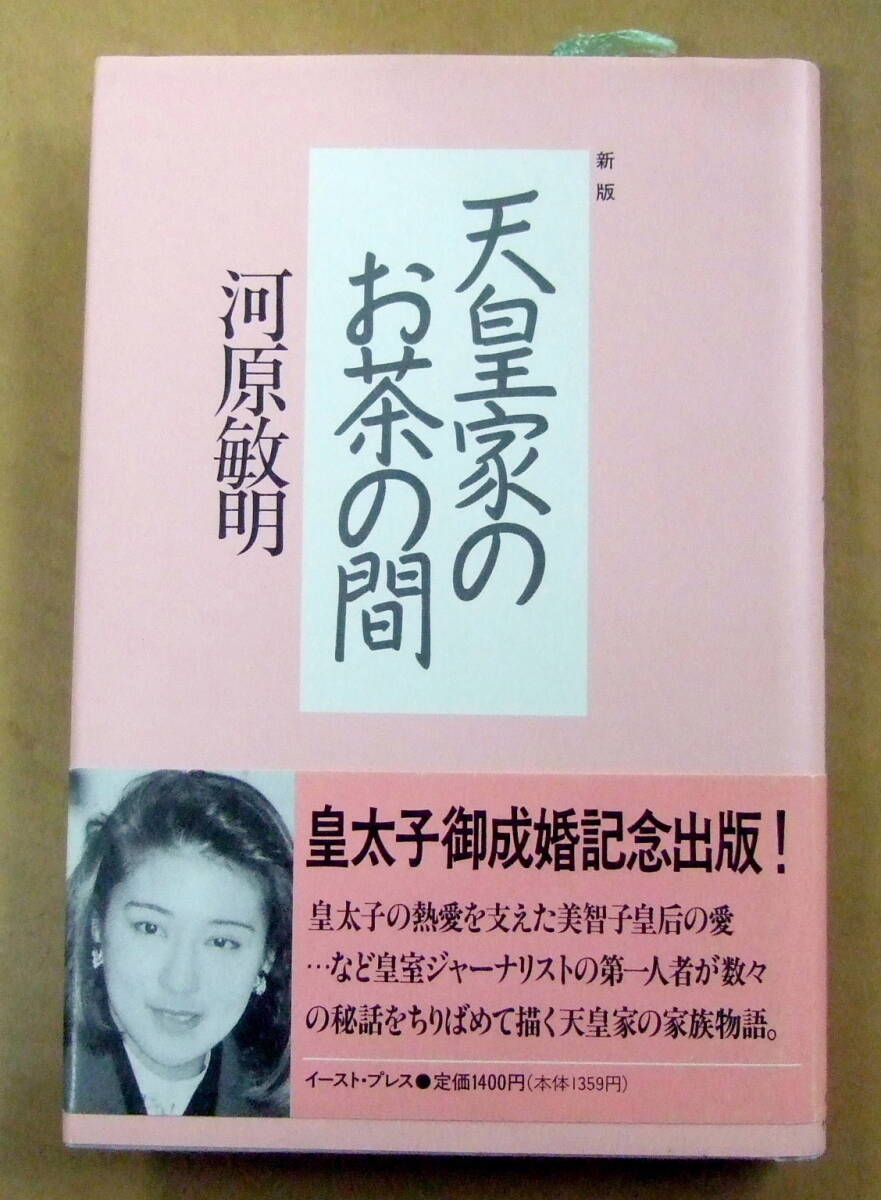 新版
天皇家の
お茶の間
河原敏明
皇太子御成婚記念出版!
皇太子の熱愛を支えた美智子皇后の愛
…など皇室ジャーナリストの第一人者が数々
の秘話をちりばめて描く天皇家の家族物語。
イースト・プレス●定価1400円(本体1359円)